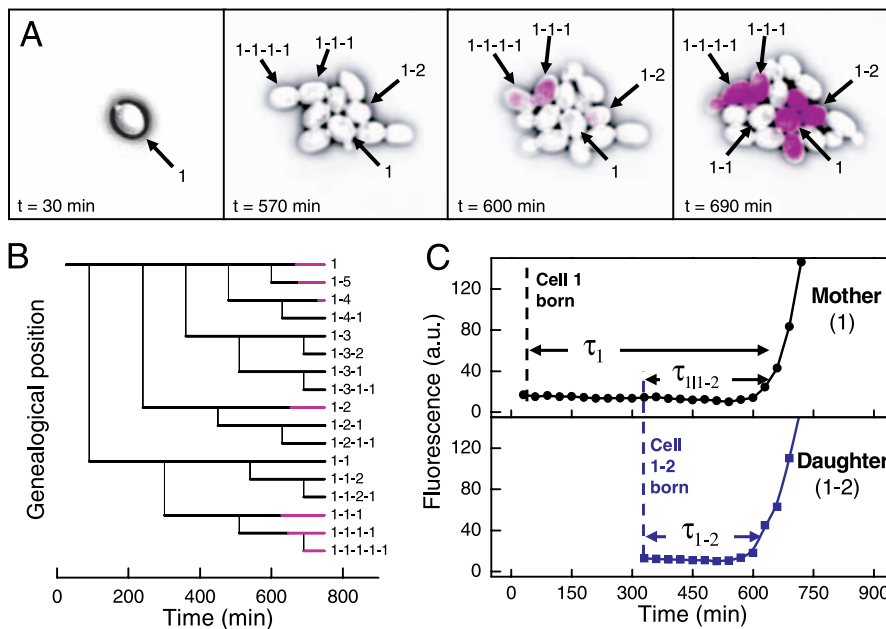 A
1
t = 30 min
1-1-1-1
1-1-1
1-2
1
t = 570 min
1-1-1-1
1-1-1
1-2
1
t = 600 min
1-1-1-1
1-1-1
1-2
1-1
1
t = 690 min
B
Genealogical position
1
1-5
1-4
1-4-1
1-3
1-3-2
1-3-1
1-3-1-1
1-2
1-2-1
1-2-1-1
1-1
1-1-2
1-1-2-1
1-1-1
1-1-1-1
1-1-1-1-1
0 200 400 600 800
Time (min)
C
Fluorescence (a.u.)
120
80
40
0
Cell 1
born
Mother
(1)
τ1
τ1|1-2
120
80
40
0
Cell
1-2
born
Daughter
(1-2)
τ1-2
0 150 300 450 600 750 900
Time (min)